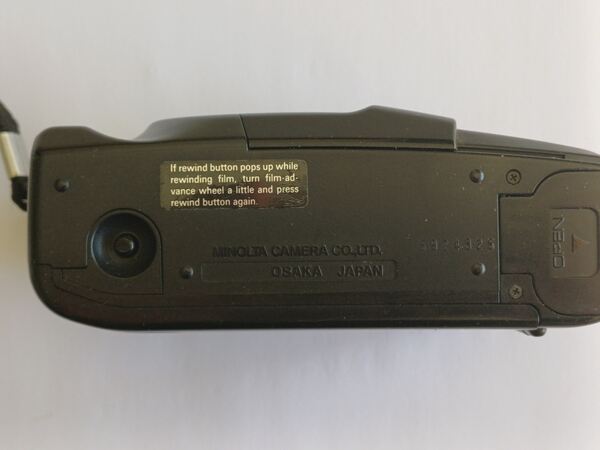 If rewind button pops up while
rewinding film, turn film-ad-
vance wheel a little and press
rewind button again.
MINOLTA CAMERA CO.,LTD.
OSAKA JAPAN
OPEN